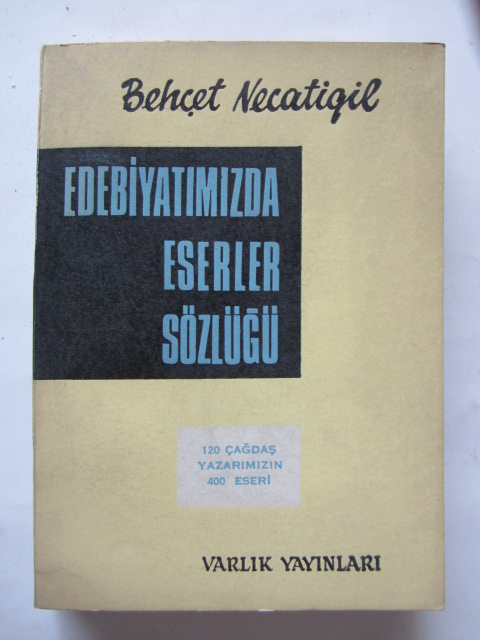 Behçet Necatigil
EDEBİYATIMIZDA
ESERLER
SÖZLÜĞÜ
120 ÇAĞDAŞ
YAZARIMIZIN
400 ESERİ
VARLIK YAYINLARI